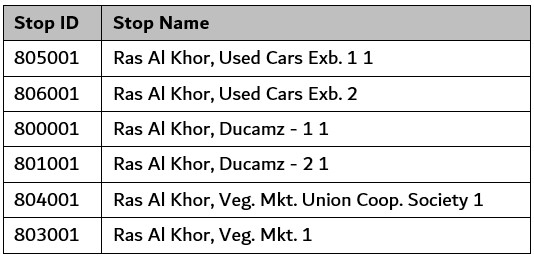 Stop ID Stop Name
805001 Ras Al Khor, Used Cars Exb. 1 1
806001 Ras Al Khor, Used Cars Exb. 2
800001 Ras Al Khor, Ducamz - 1 1
801001 Ras Al Khor, Ducamz - 2 1
804001 Ras Al Khor, Veg. Mkt. Union Coop. Society 1
803001 Ras Al Khor, Veg. Mkt. 1